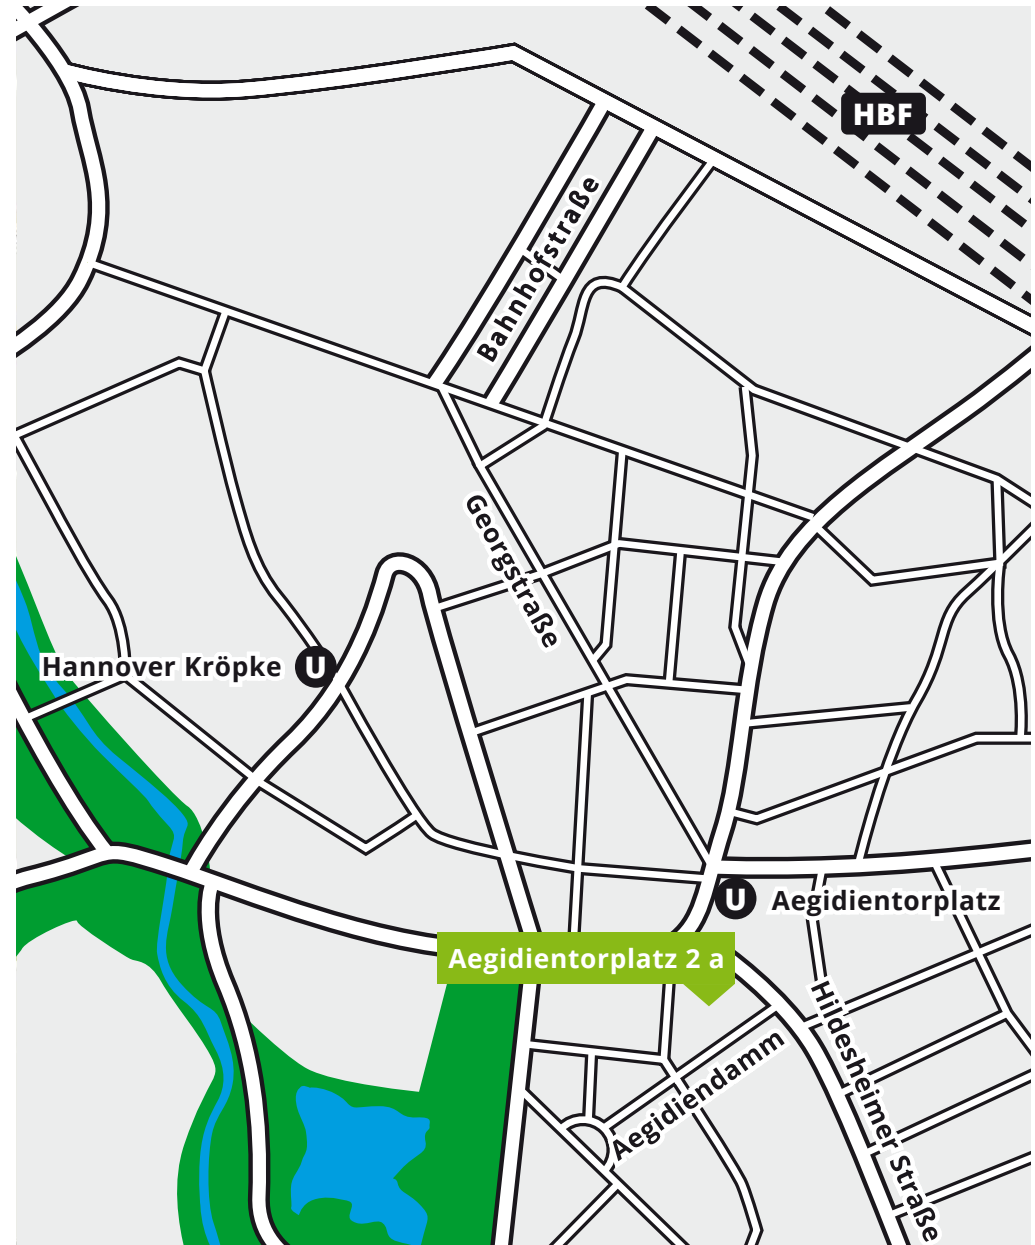 HBF
Bahnhofstraße
Georgstraße
Hannover Kröpke
U
U
Aegidientorplatz
Aegidientorplatz 2 a
Hildesheimer Straße
Aegidiendamm